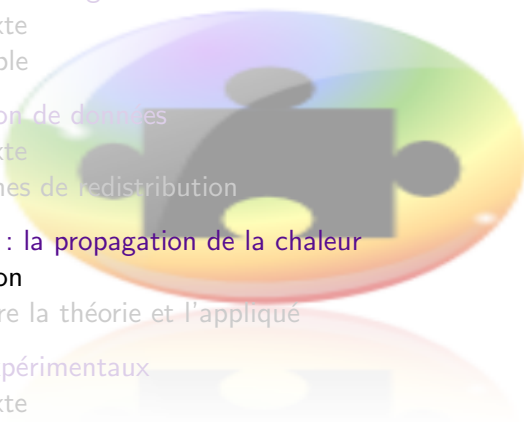 xte
ple
on de données
xte
nes de redistribution
: la propagation de la chaleur
on
re la théorie et l'appliqué
périmentaux
xte